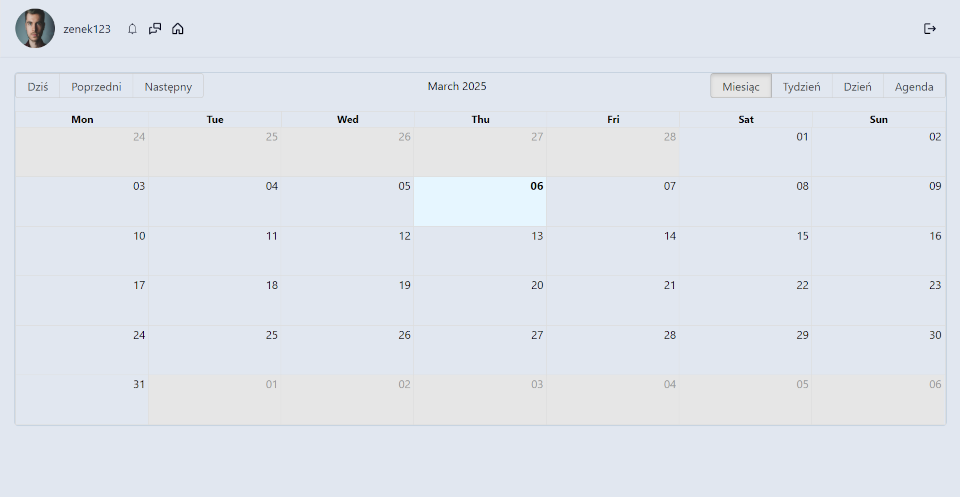 zenek123
Dziś Poprzedni Następny March 2025 Miesiąc Tydzień Dzień Agenda
Mon Tue Wed Thu Fri Sat Sun
24 25 26 27 28 01 02
03 04 05 06 07 08 09
10 11 12 13 14 15 16
17 18 19 20 21 22 23
24 25 26 27 28 29 30
31 01 02 03 04 05 06